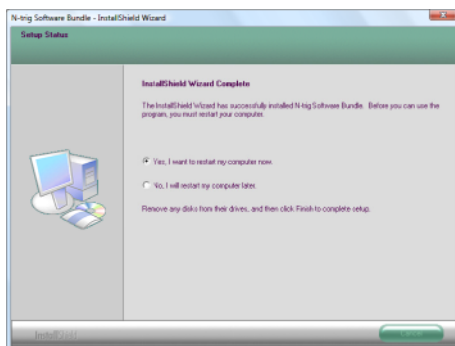 N-trig Software Bundle - InstallShield Wizard
Setup Status
InstallShield Wizard Complete
The InstallShield Wizard has successfully installed N-trig Software Bundle. Before you can use the
program, you must restart your computer.
Yes, I want to restart my computer now.
No, I will restart my computer later.
Remove any disks from their drives, and then click Finish to complete setup.
InstallShield